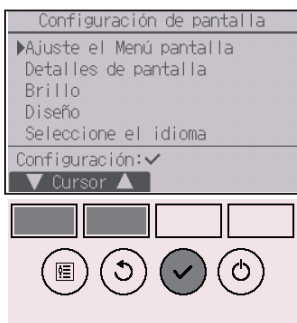 Configuración de pantalla
▶Ajuste el Menú pantalla
Detalles de pantalla
Brillo
Diseño
Seleccione el idioma
Configuración:✓
▼ Cursor ▲